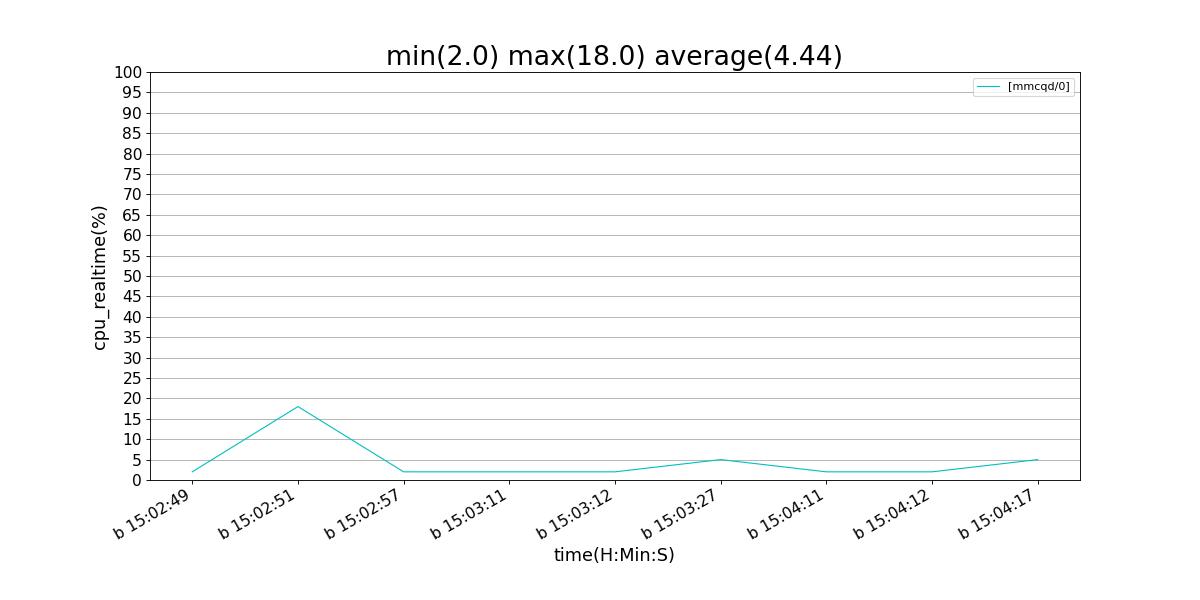 min(2.0) max(18.0) average(4.44)
[mmcqd/0]
100
95
90
85
80
75
70
65
60
55
50
45
40
35
30
25
20
15
10
5
0
cpu_realtime(%)
b 15:02:49
b 15:02:51
b 15:02:57
b 15:03:11
b 15:03:12
b 15:03:27
b 15:04:11
b 15:04:12
b 15:04:17
time(H:Min:S)